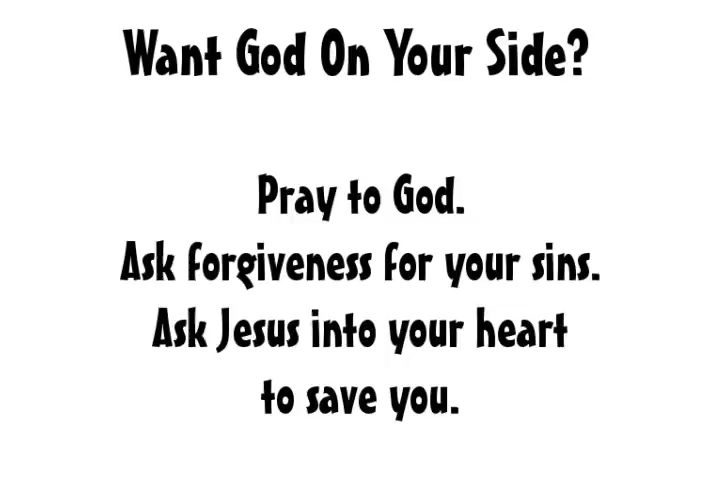 Want God On Your Side?
Pray to God.
Ask forgiveness for your sins.
Ask Jesus into your heart
to save you.